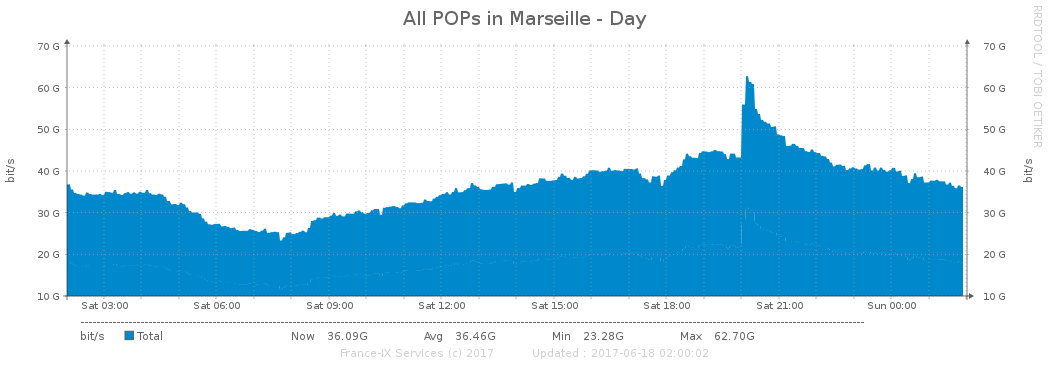 All POPs in Marseille - Day
RRDTOOL / TOBI OETIKER
70 G 70 G
60 G 60 G
50 G 50 G
40 G 40 G
30 G 30 G
20 G 20 G
10 G 10 G
bit/s bit/s
Sat 03:00 Sat 06:00 Sat 09:00 Sat 12:00 Sat 15:00 Sat 18:00 Sat 21:00 Sun 00:00
bit/s Total Now 36.09G Avg 36.46G Min 23.28G Max 62.70G
France-IX Services (c) 2017 Updated : 2017-06-18 02:00:02